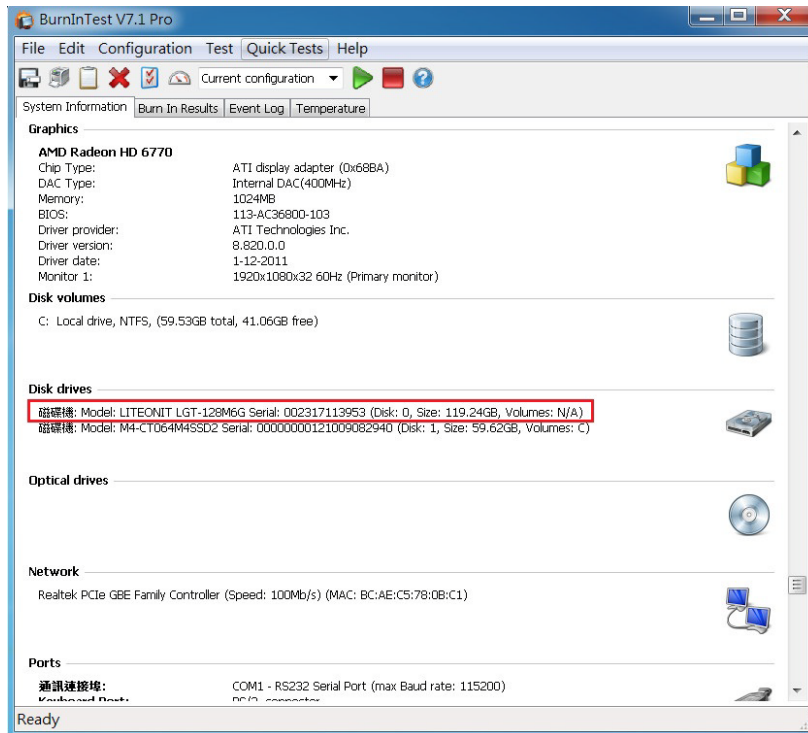 BurnInTest V7.1 Pro
File Edit Configuration Test Quick Tests Help
Current configuration
System Information Burn In Results Event Log Temperature
Graphics
AMD Radeon HD 6770
Chip Type: ATI display adapter (0x68BA)
DAC Type: Internal DAC(400MHz)
Memory: 1024MB
BIOS: 113-AC36800-103
Driver provider: ATI Technologies Inc.
Driver version: 8.820.0.0
Driver date: 1-12-2011
Monitor 1: 1920x1080x32 60Hz (Primary monitor)
Disk volumes
C: Local drive, NTFS, (59.53GB total, 41.06GB free)
Disk drives
磁碟機: Model: LITEONIT LGT-128M6G Serial: 002317113953 (Disk: 0, Size: 119.24GB, Volumes: N/A)
磁碟機: Model: M4-CT064M4SSD2 Serial: 00000000121009082940 (Disk: 1, Size: 59.62GB, Volumes: C)
Optical drives
Network
Realtek PCIe GBE Family Controller (Speed: 100Mb/s) (MAC: BC:AE:C5:78:0B:C1)
Ports
通訊連接埠: COM1 - RS232 Serial Port (max Baud rate: 115200)
Keyboard Port: PS/2 connector
Ready